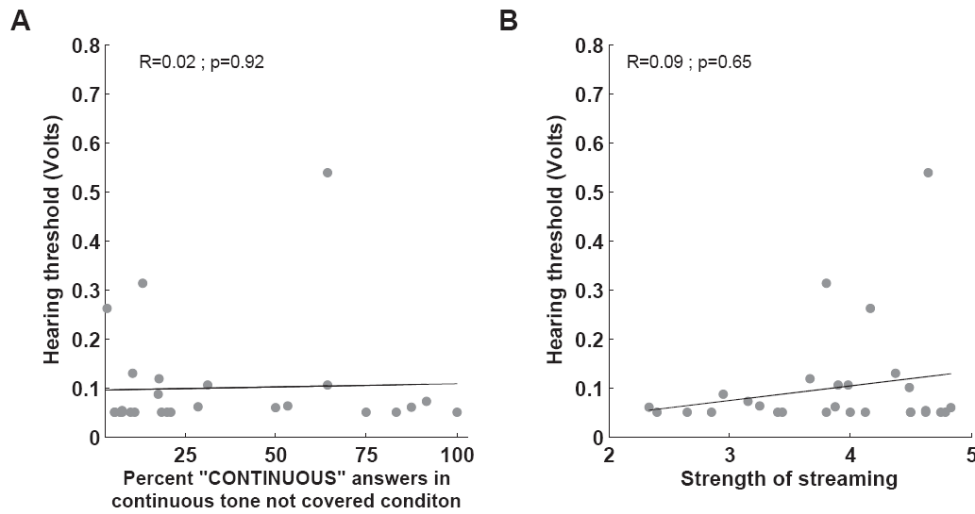 A
R=0.02 ; p=0.92
Hearing threshold (Volts)
0.8
0.7
0.6
0.5
0.4
0.3
0.2
0.1
0
25
50
75
100
Percent "CONTINUOUS" answers in
continuous tone not covered conditon
B
R=0.09 ; p=0.65
Hearing threshold (Volts)
0.8
0.7
0.6
0.5
0.4
0.3
0.2
0.1
0
2
3
4
5
Strength of streaming